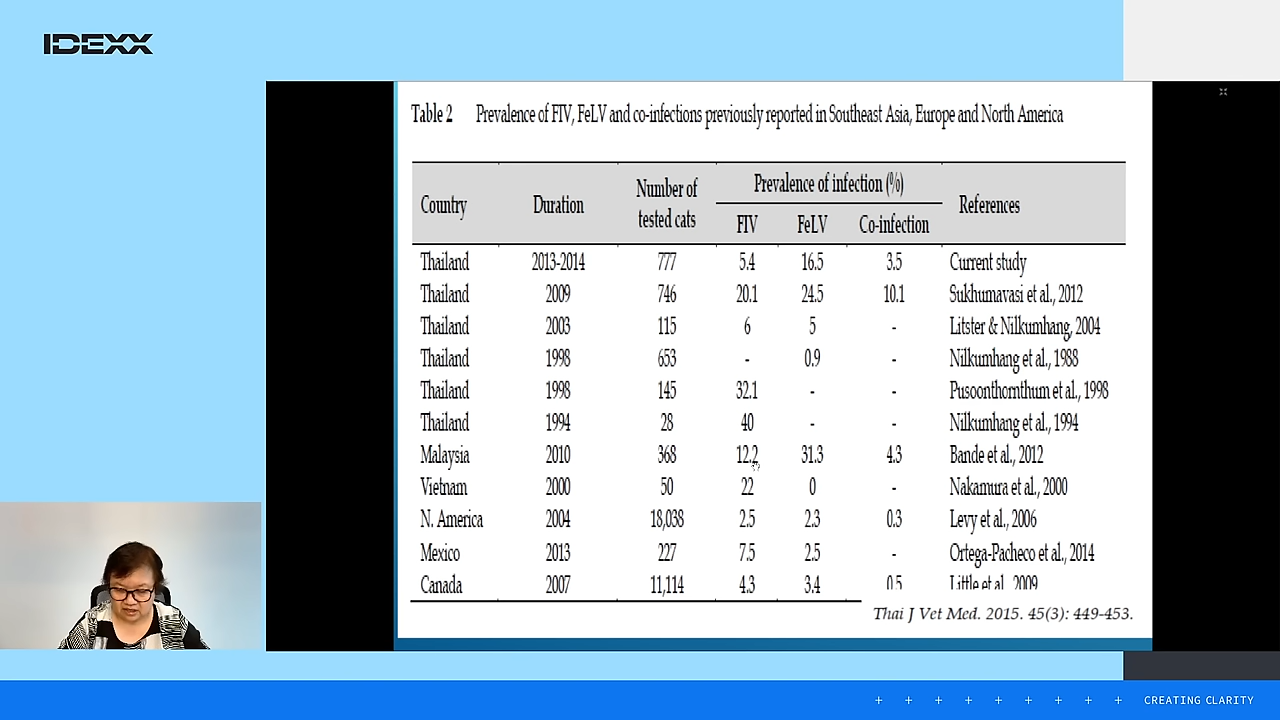 IDEXX
Table 2 Prevalence of FIV, FeLV and co-infections previously reported in Southeast Asia, Europe and North America
Country Duration Number of tested cats Prevalence of infection (%) References
FIV FeLV Co-infection
Thailand 2013-2014 777 5.4 16.5 3.5 Current study
Thailand 2009 746 20.1 24.5 10.1 Sukhumavasi et al., 2012
Thailand 2003 115 6 5 - Litster & Nilkumhang, 2004
Thailand 1998 653 - 0.9 - Nilkumhang et al., 1988
Thailand 1998 145 32.1 - - Pusoonthornthum et al., 1998
Thailand 1994 28 40 - - Nilkumhang et al., 1994
Malaysia 2010 368 12.2 31.3 4.3 Bande et al., 2012
Vietnam 2000 50 22 0 - Nakamura et al., 2000
N. America 2004 18,038 2.5 2.3 0.3 Levy et al., 2006
Mexico 2013 227 7.5 2.5 - Ortega-Pacheco et al., 2014
Canada 2007 11,114 4.3 3.4 0.5 Little et al., 2009
Thai J Vet Med. 2015. 45(3): 449-453.
CREATING CLARITY